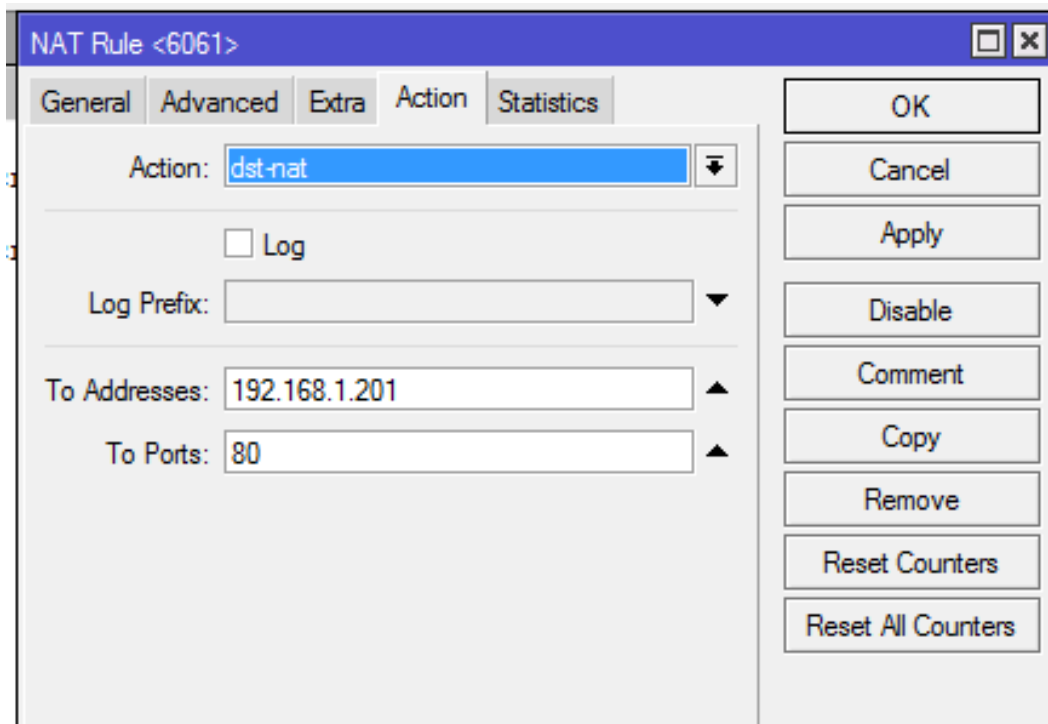 NAT Rule <6061>
General Advanced Extra Action Statistics
Action: dst-nat
Log
Log Prefix:
To Addresses: 192.168.1.201
To Ports: 80
OK
Cancel
Apply
Disable
Comment
Copy
Remove
Reset Counters
Reset All Counters